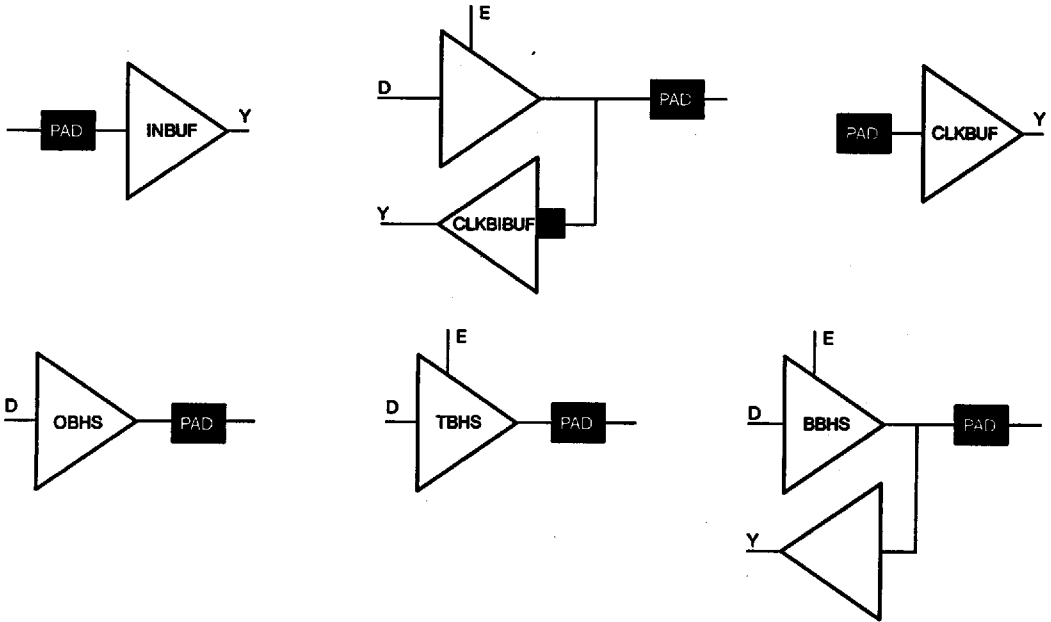 E
D
PAD
PAD
INBUF
Y
PAD
CLKBUF
Y
Y
CLKBIBUF
E
E
D
OBHS
PAD
D
TBHS
PAD
D
BBHS
PAD
Y